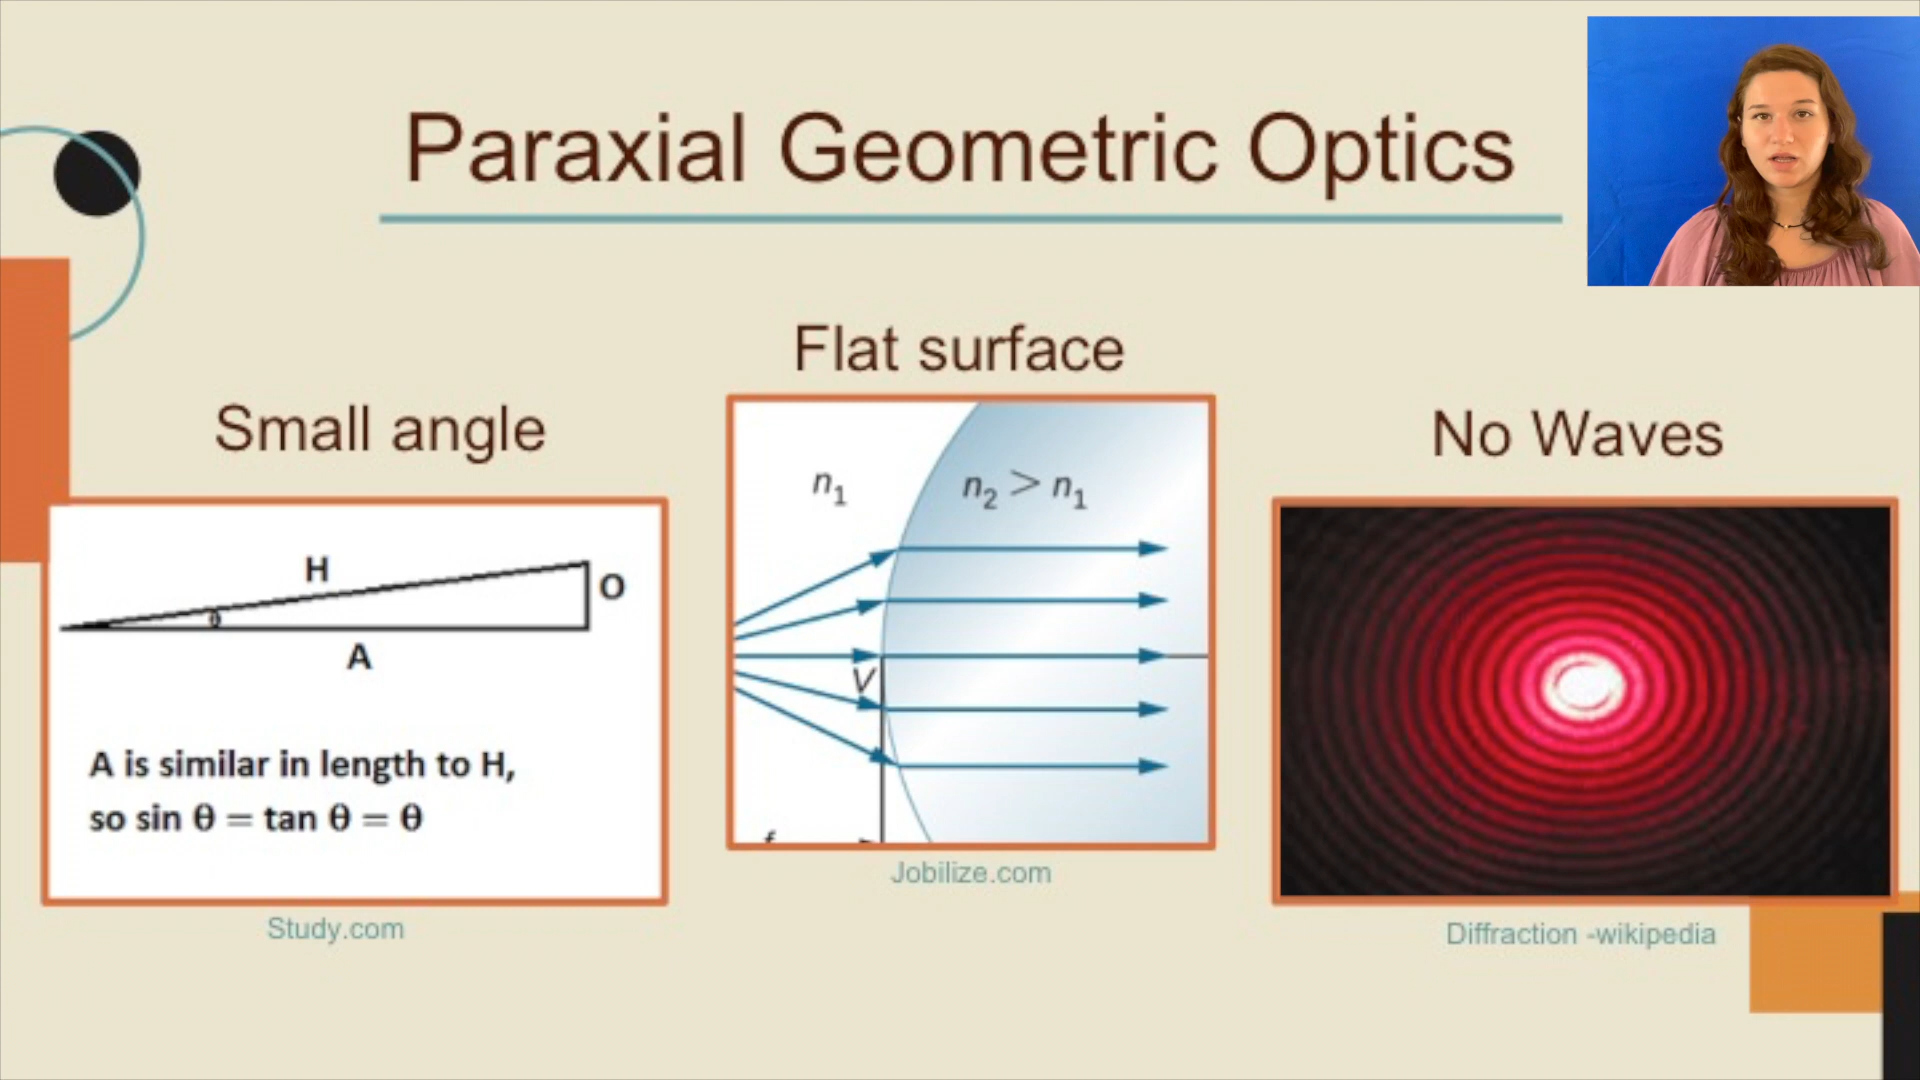 Paraxial Geometric Optics
Small angle
H
θ
O
A
A is similar in length to H,
so sin θ = tan θ = θ
Study.com
Flat surface
n₁
n₂ > n₁
V
f
Jobilize.com
No Waves
Diffraction -wikipedia